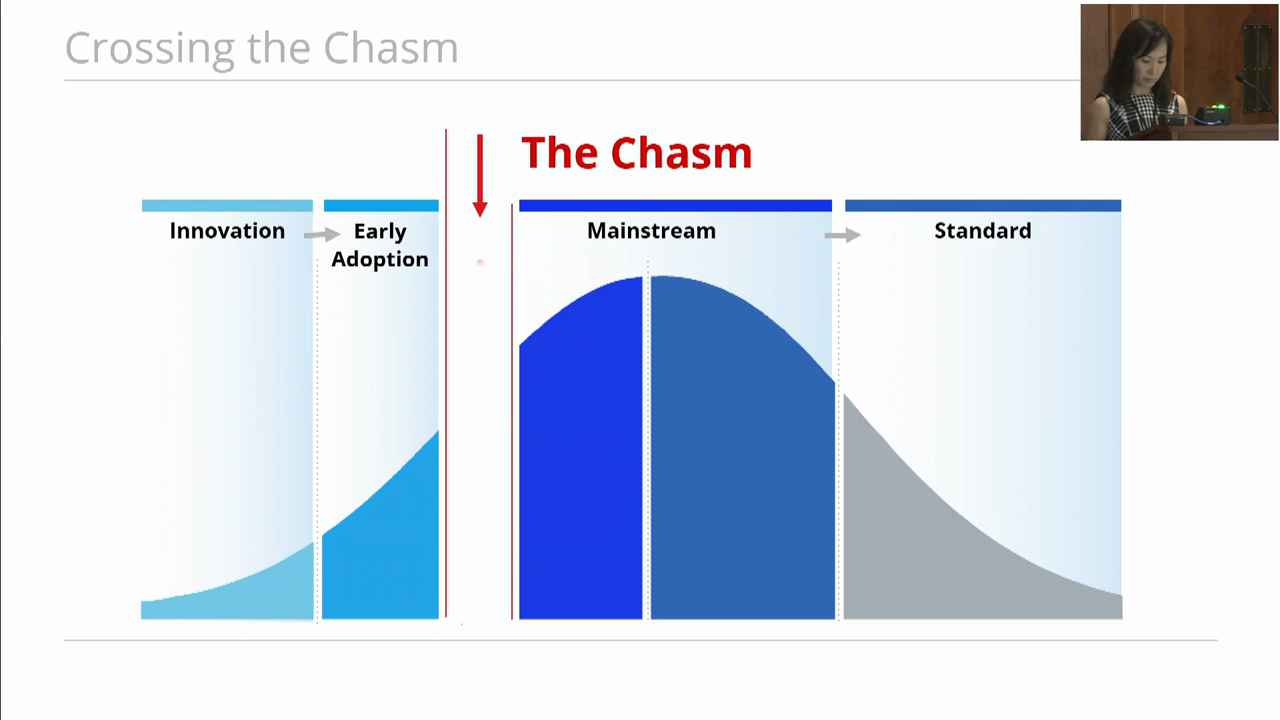 Crossing the Chasm
The Chasm
Innovation
Early
Adoption
Mainstream
Standard